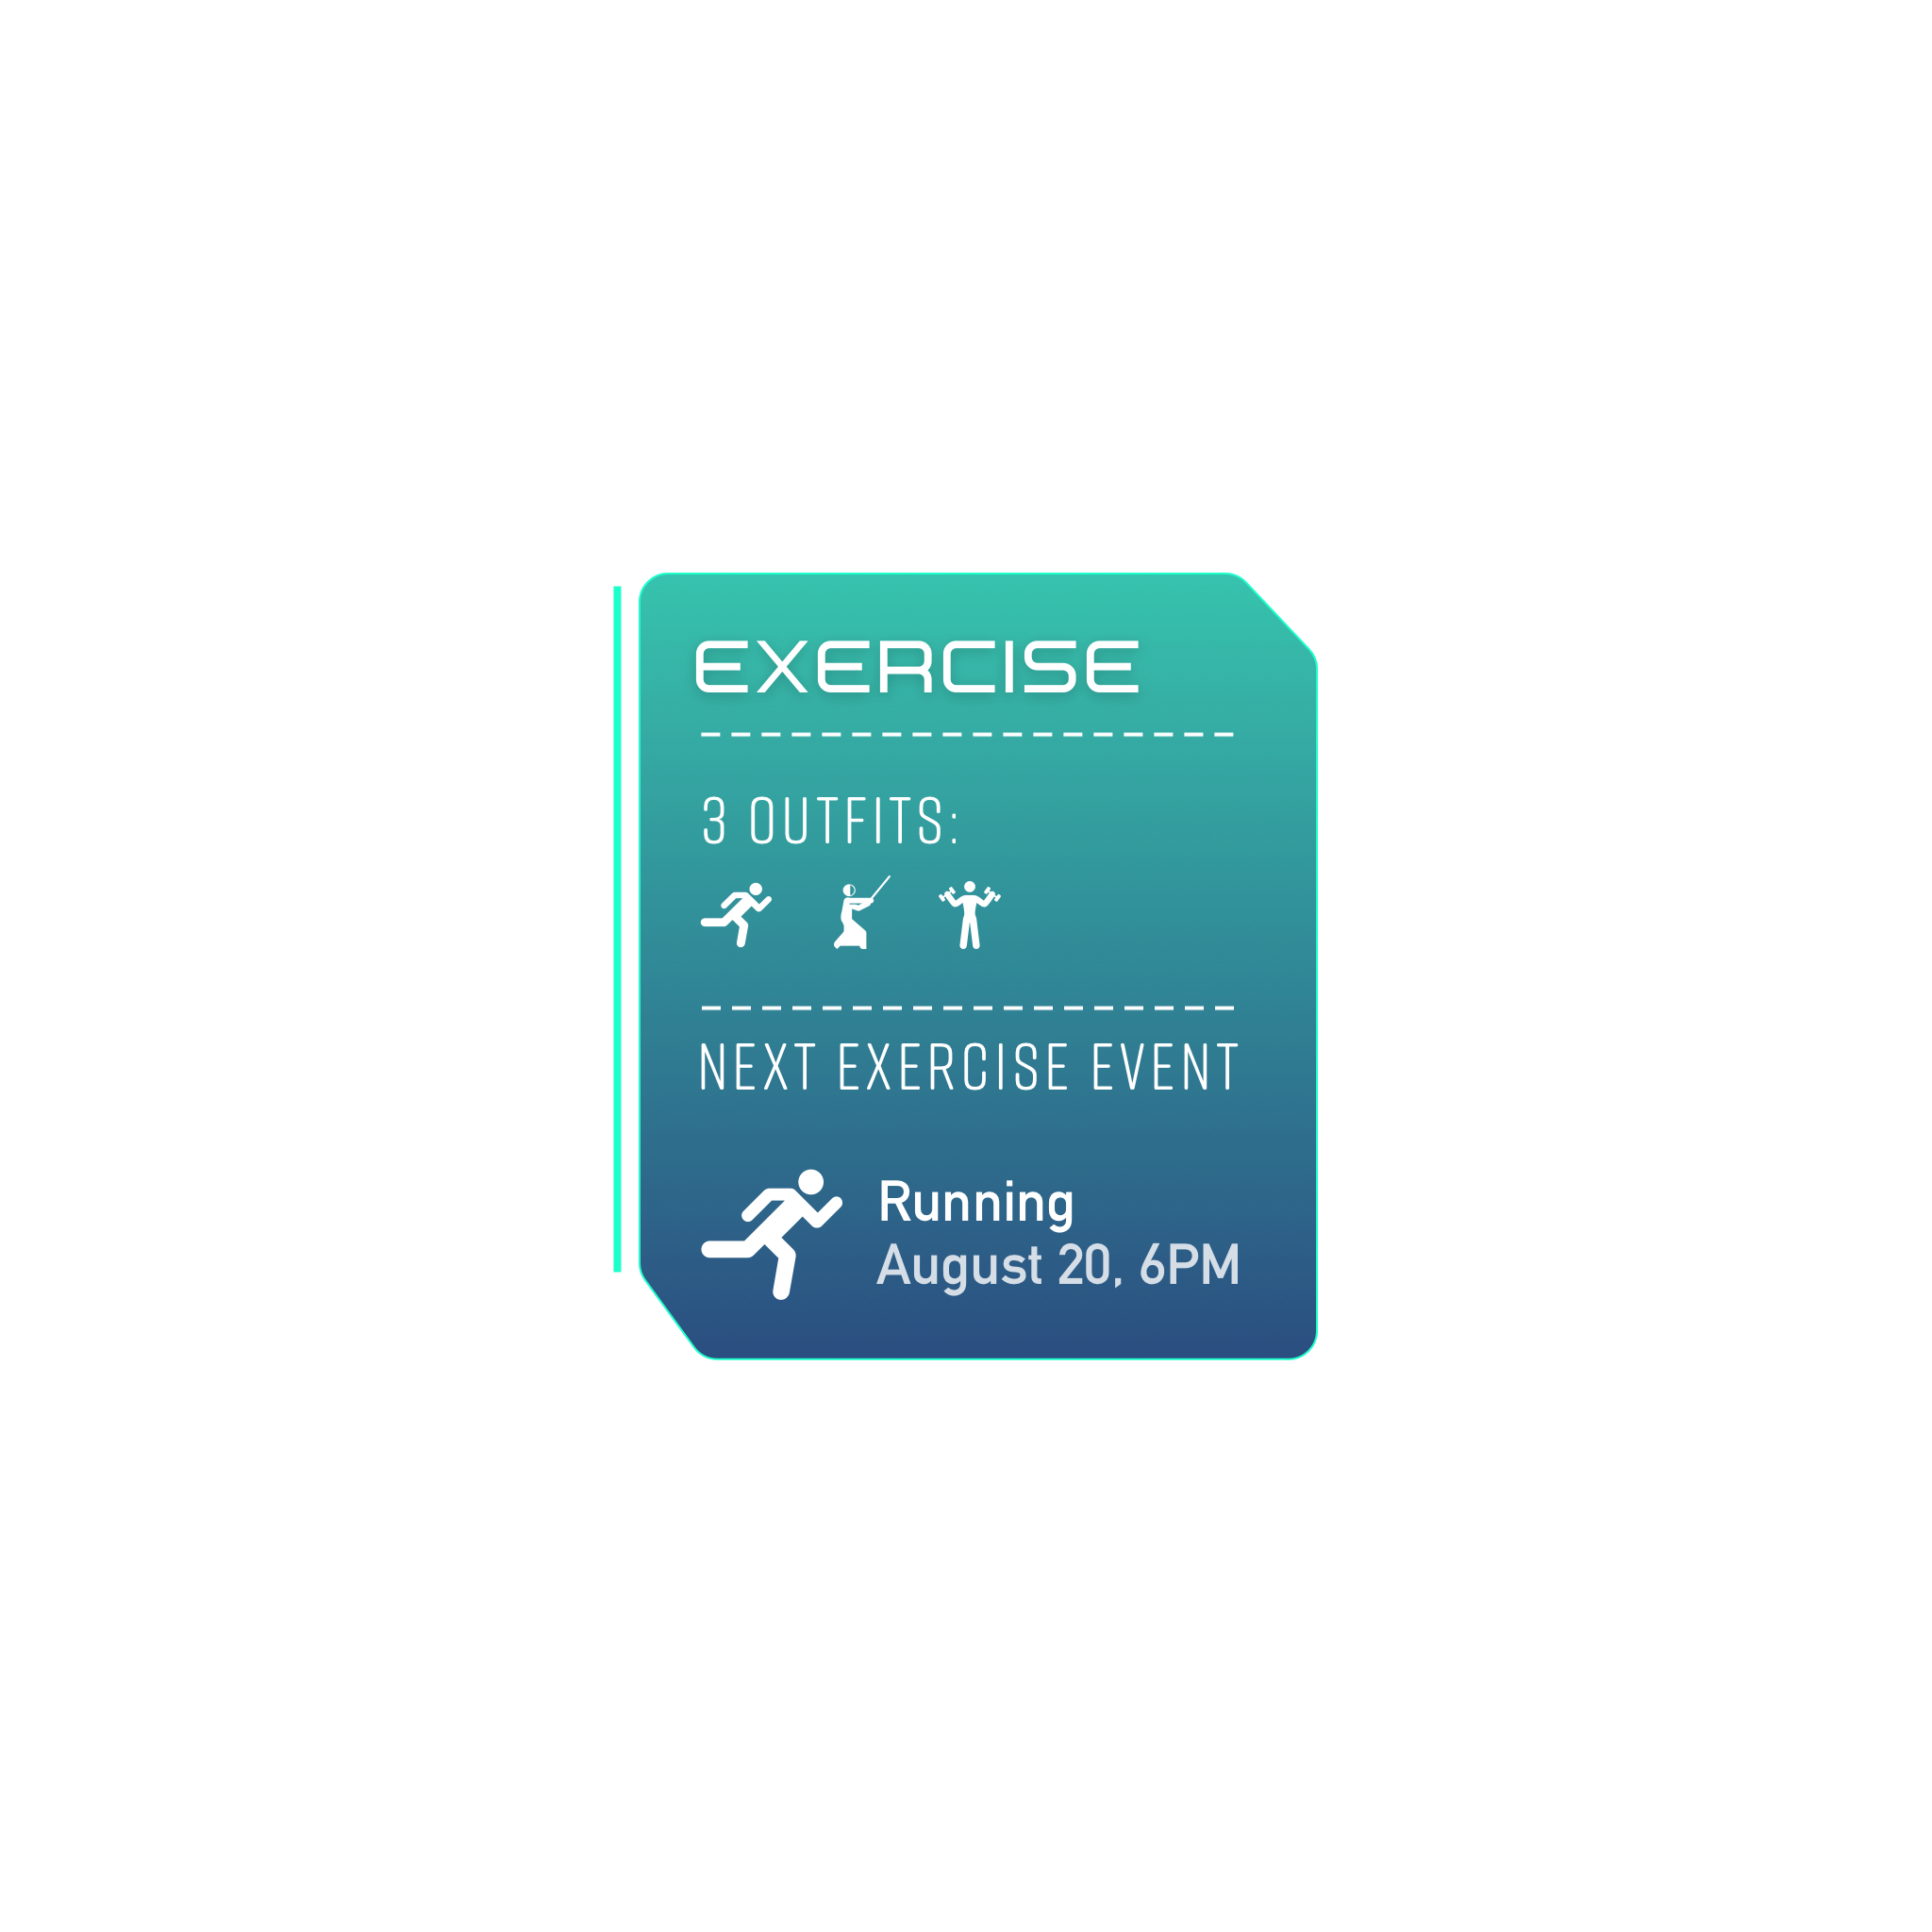 EXERCISE
3 OUTFITS:
NEXT EXERCISE EVENT
Running
August 20, 6PM